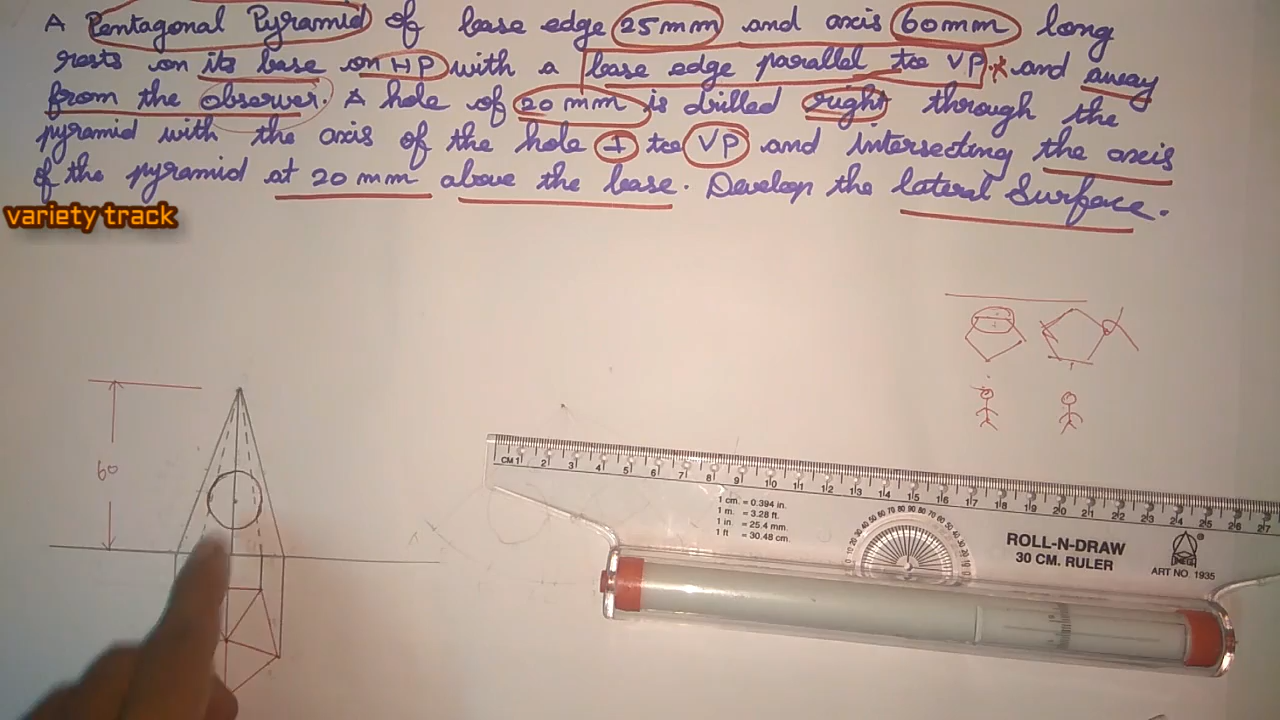 A Pentagonal Pyramid of base edge 25mm and axis 60mm long
rests on its base on HP with a base edge parallel to VP * and away
from the observer. A hole of 20 mm is drilled right through the
pyramid with the axis of the hole ⊥ to VP and intersecting the axis
of the pyramid at 20 mm above the base. Develop the lateral Surface.
variety track
60
CM 1 2 3 4 5 6 7 8 9 10 11 12 13 14 15 16 17 18 19 20 21 22 23 24 25 26 27
1 cm. = 0.394 in.
1 m. = 3.28 ft.
1 in = 25.4 mm.
1 ft = 30.48 cm.
ROLL-N-DRAW
30 CM. RULER
ART NO. 1935